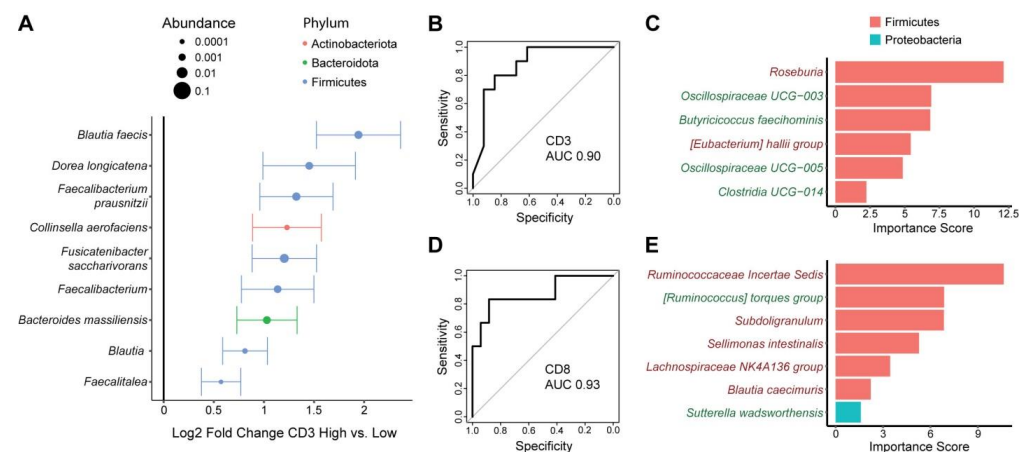 A
Abundance
0.0001
0.001
0.01
0.1
Phylum
Actinobacteriota
Bacteroidota
Firmicutes
Blautia faecis
Dorea longicatena
Faecalibacterium
prausnitzii
Collinsella aerofaciens
Fusicatenibacter
saccharivorans
Faecalibacterium
Bacteroides massiliensis
Blautia
Faecalitalea
0 0.5 1 1.5 2
Log2 Fold Change CD3 High vs. Low
B
Sensitivity
0.0 0.2 0.4 0.6 0.8 1.0
CD3
AUC 0.90
1.0 0.8 0.6 0.4 0.2 0.0
Specificity
C
Firmicutes
Proteobacteria
Roseburia
Oscillospiraceae UCG−003
Butyricicoccus faecihominis
[Eubacterium] hallii group
Oscillospiraceae UCG−005
Clostridia UCG−014
0 2.5 5 7.5 10 12.5
Importance Score
D
Sensitivity
0.0 0.2 0.4 0.6 0.8 1.0
CD8
AUC 0.93
1.0 0.8 0.6 0.4 0.2 0.0
Specificity
E
Ruminococcaceae Incertae Sedis
[Ruminococcus] torques group
Subdoligranulum
Sellimonas intestinalis
Lachnospiraceae NK4A136 group
Blautia caecimuris
Sutterella wadsworthensis
0 3 6 9
Importance Score